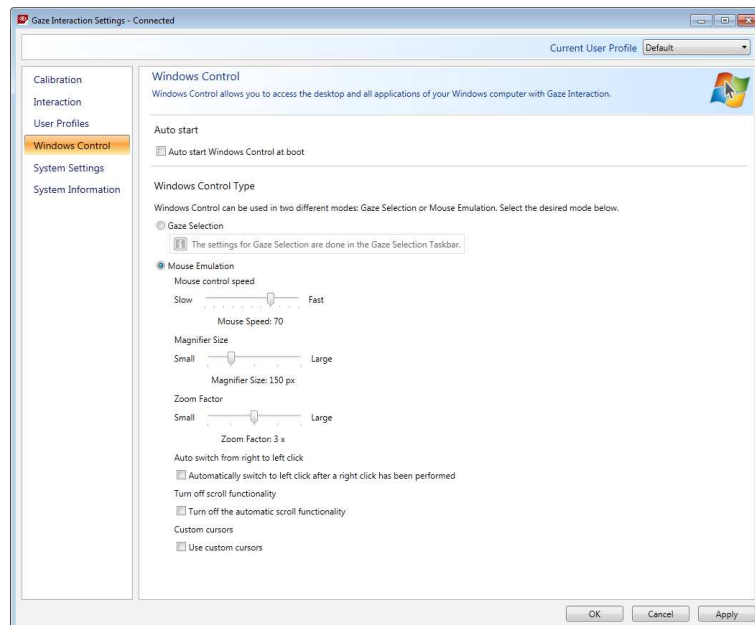 Gaze Interaction Settings - Connected
Current User Profile Default
Calibration
Interaction
User Profiles
Windows Control
System Settings
System Information
Windows Control
Windows Control allows you to access the desktop and all applications of your Windows computer with Gaze Interaction.
Auto start
Auto start Windows Control at boot
Windows Control Type
Windows Control can be used in two different modes: Gaze Selection or Mouse Emulation. Select the desired mode below.
Gaze Selection
The settings for Gaze Selection are done in the Gaze Selection Taskbar.
Mouse Emulation
Mouse control speed
Slow Fast
Mouse Speed: 70
Magnifier Size
Small Large
Magnifier Size: 150 px
Zoom Factor
Small Large
Zoom Factor: 3 x
Auto switch from right to left click
Automatically switch to left click after a right click has been performed
Turn off scroll functionality
Turn off the automatic scroll functionality
Custom cursors
Use custom cursors
OK Cancel Apply